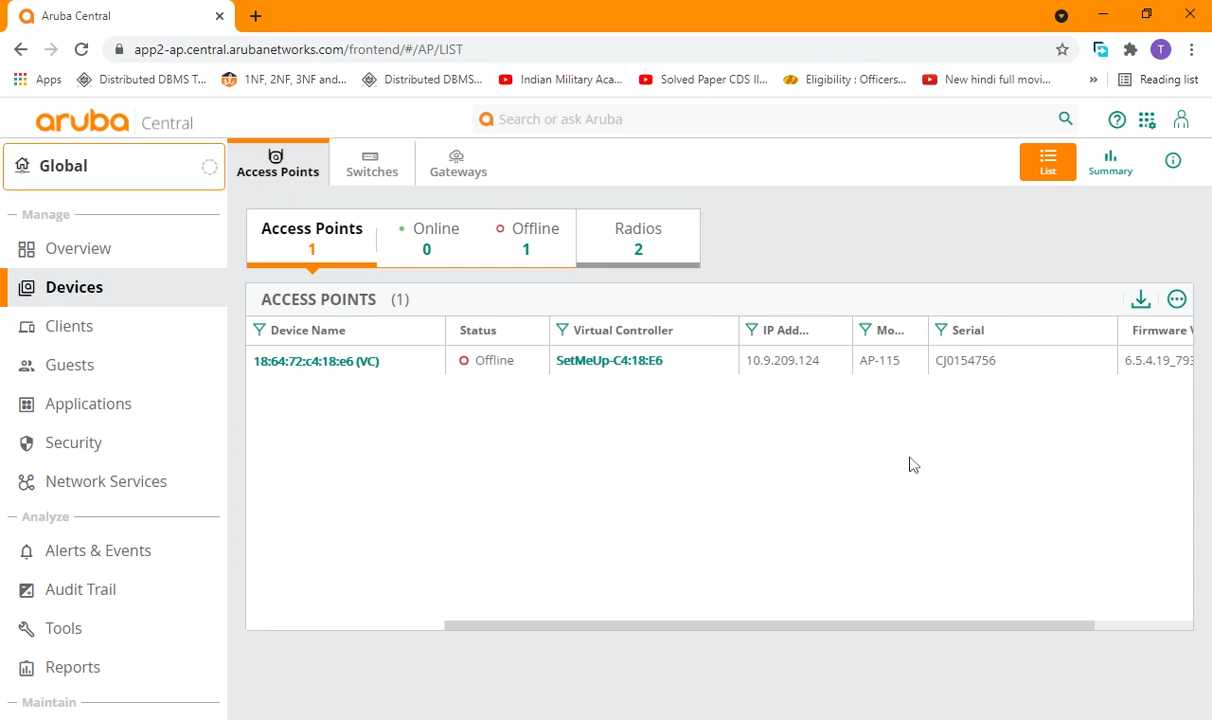 Aruba Central
app2-ap.central.arubanetworks.com/frontend/#/AP/LIST
T
Apps
Distributed DBMS T...
1NF, 2NF, 3NF and...
Distributed DBMS...
Indian Military Aca...
Solved Paper CDS II...
Eligibility : Officers...
New hindi full movi...
»
Reading list
aruba Central
Search or ask Aruba
Global
Access Points
Switches
Gateways
List
Summary
Manage
Overview
Devices
Clients
Guests
Applications
Security
Network Services
Analyze
Alerts & Events
Audit Trail
Tools
Reports
Maintain
Access Points
1
Online
0
Offline
1
Radios
2
ACCESS POINTS (1)
Device Name Status Virtual Controller IP Add... Mo... Serial Firmware V
18:64:72:c4:18:e6 (VC) Offline SetMeUp-C4:18:E6 10.9.209.124 AP-115 CJ0154756 6.5.4.19_793